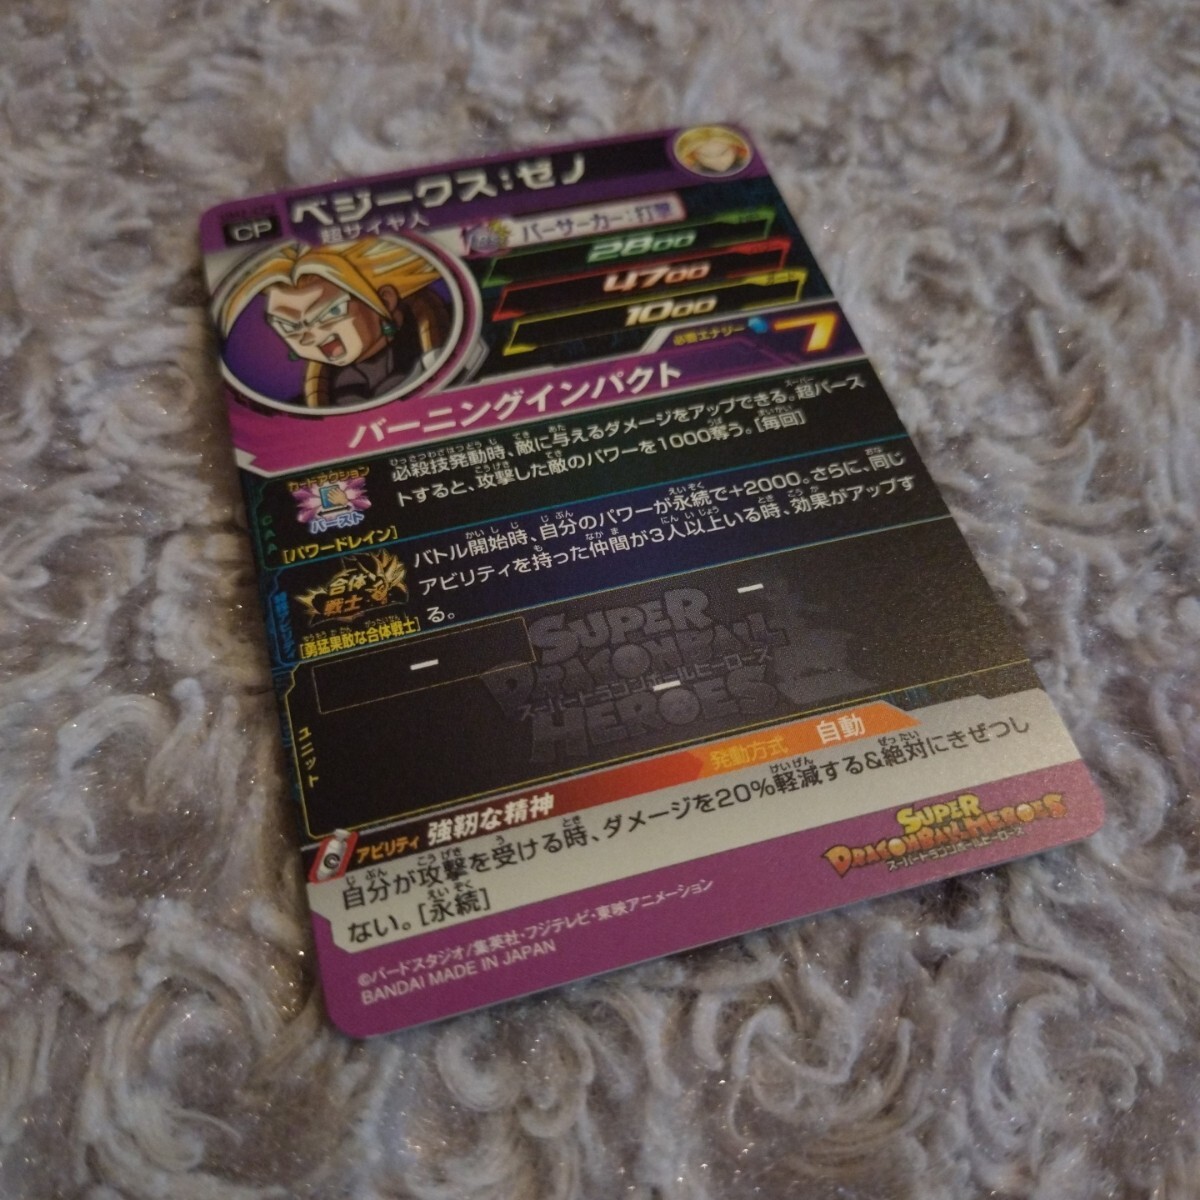 CP
ベジークス:ゼノ
超サイヤ人
バーサーカー:打撃
2800
4700
1000
必要エナジー 7
バーニングインパクト
カードアクション
バースト
[パワードレイン]
必殺技発動時、敵に与えるダメージをアップできる。超バース
トすると、攻撃した敵のパワーを1000奪う。[毎回]
合体
戦士
[勇猛果敢な合体戦士]
バトル開始時、自分のパワーが永続で+2000。さらに、同じ
アビリティを持った仲間が3人以上いる時、効果がアップす
る。
ユニット
SUPER
DRAGONBALL
スーパードラゴンボールヒーローズ
HEROES
アビリティ 強靭な精神 発動方式 自動
自分が攻撃を受ける時、ダメージを20%軽減する&絶対にきぜつし
ない。[永続]
SUPER
DRAGONBALL HEROES
スーパードラゴンボールヒーローズ
©バードスタジオ/集英社・フジテレビ・東映アニメーション
BANDAI MADE IN JAPAN